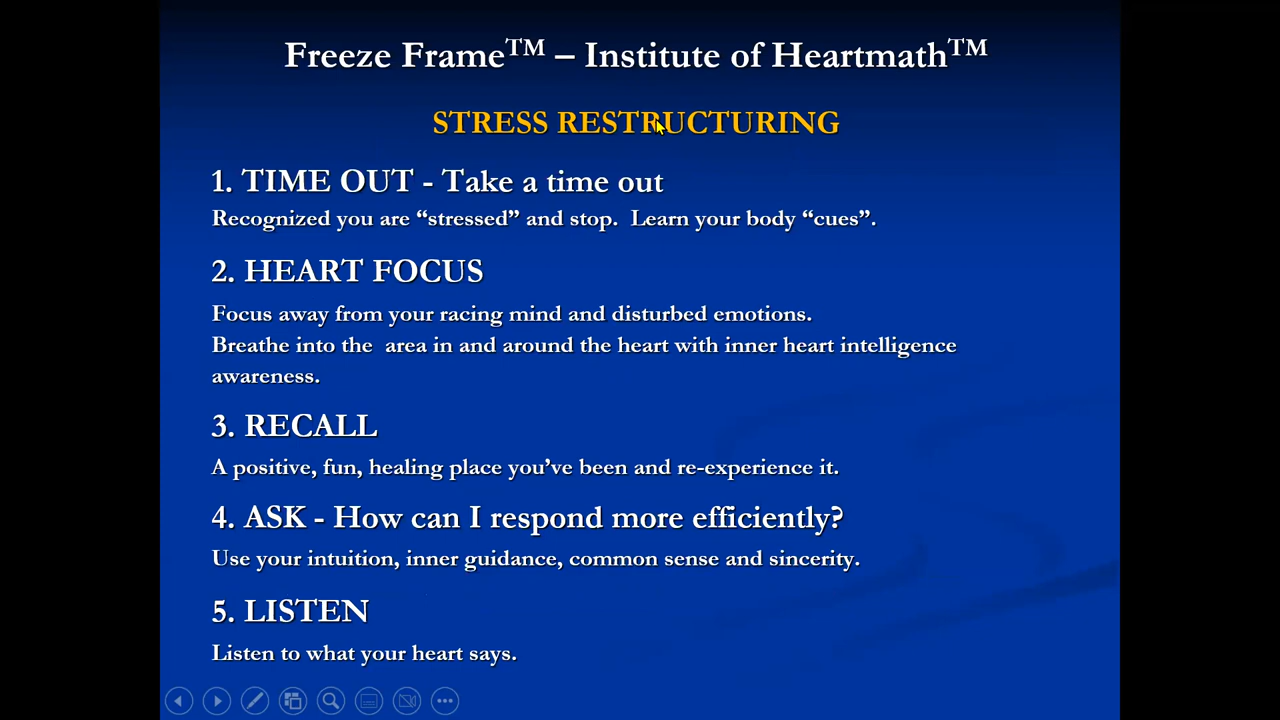 Freeze Frame™ – Institute of Heartmath™
STRESS RESTRUCTURING
1. TIME OUT - Take a time out
Recognized you are “stressed” and stop.  Learn your body “cues”.
2. HEART FOCUS
Focus away from your racing mind and disturbed emotions.
Breathe into the  area in and around the heart with inner heart intelligence
awareness.
3. RECALL
A positive, fun, healing place you’ve been and re-experience it.
4. ASK - How can I respond more efficiently?
Use your intuition, inner guidance, common sense and sincerity.
5. LISTEN
Listen to what your heart says.